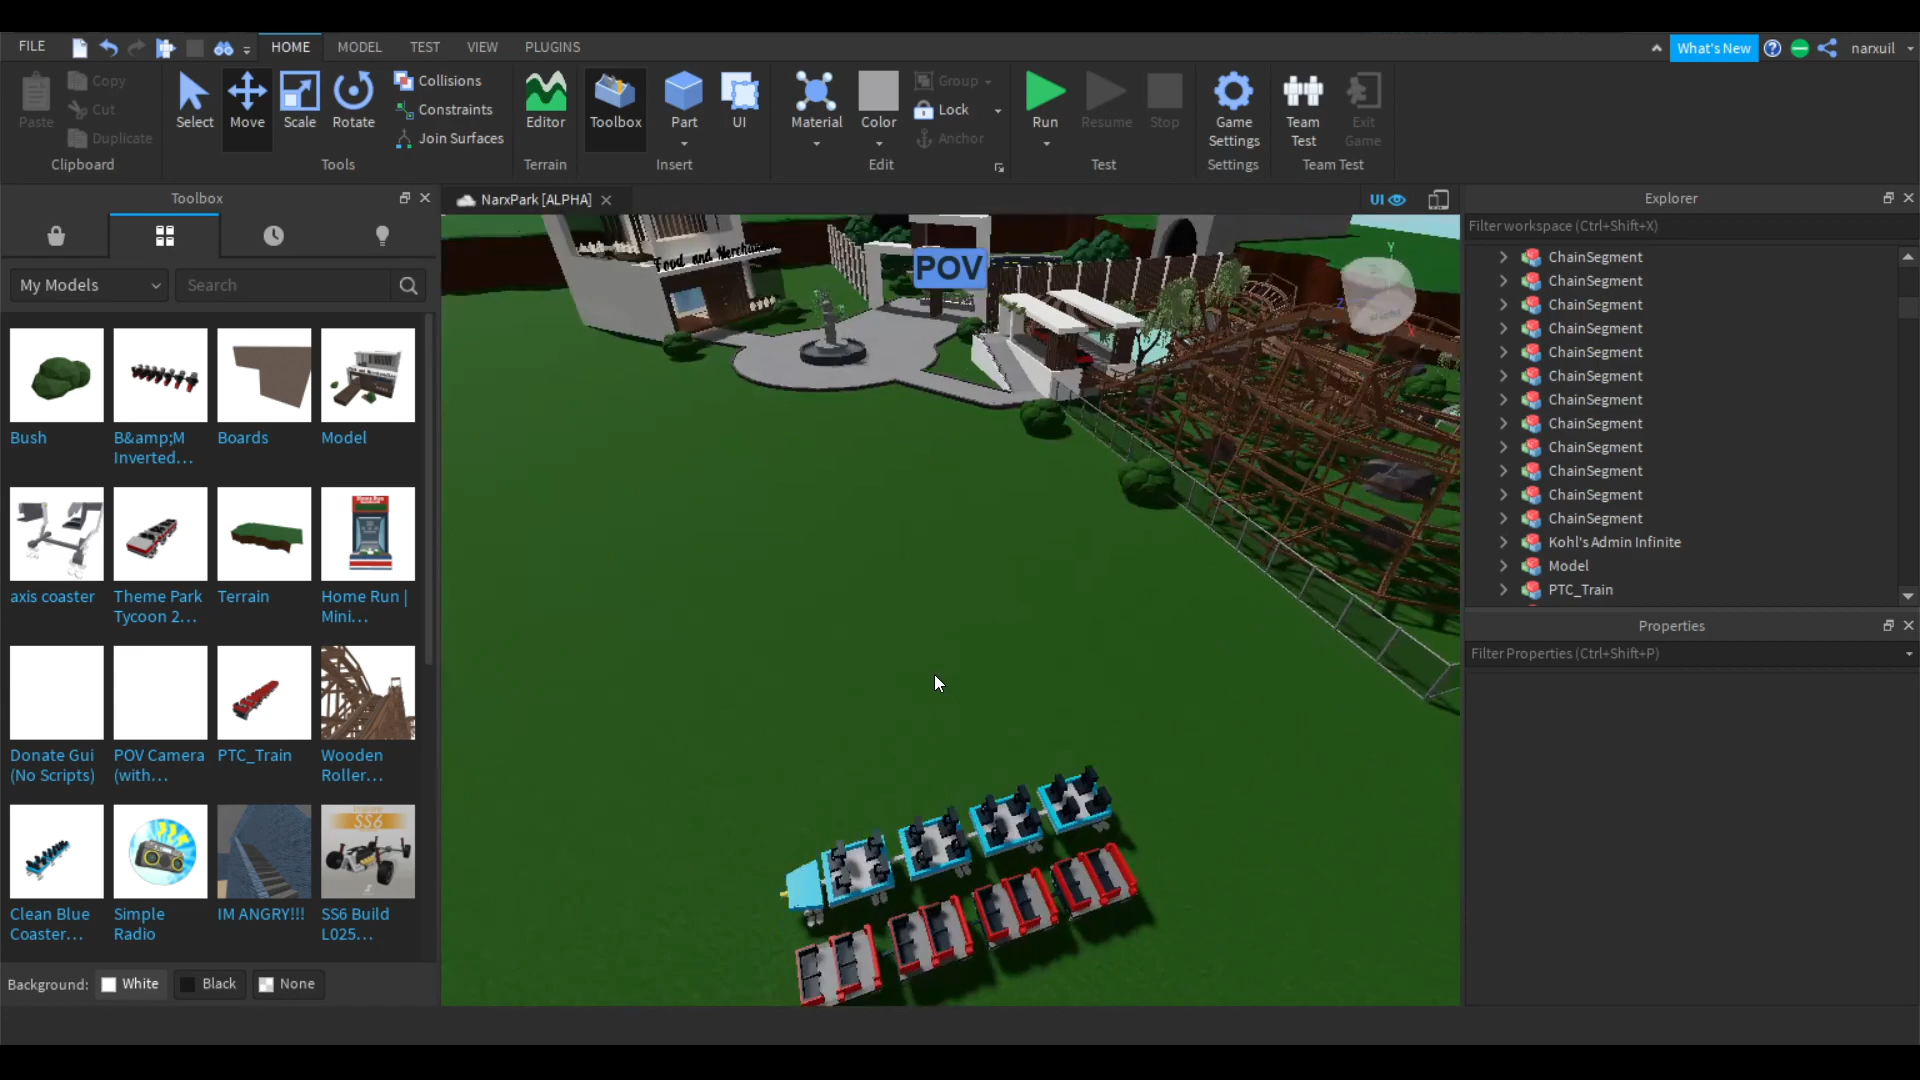 FILE
HOME
MODEL
TEST
VIEW
PLUGINS
What's New
narxuil
Paste
Copy
Cut
Duplicate
Clipboard
Select
Move
Scale
Rotate
Collisions
Constraints
Join Surfaces
Tools
Editor
Terrain
Toolbox
Part
UI
Insert
Material
Color
Group
Lock
Anchor
Edit
Run
Resume
Stop
Test
Game
Settings
Settings
Team
Test
Exit
Game
Team Test
Toolbox
My Models
Search
Bush
B&amp;M
Inverted...
Boards
Model
axis coaster
Theme Park
Tycoon 2...
Terrain
Home Run |
Mini...
Donate Gui
(No Scripts)
POV Camera
(with...
PTC_Train
Wooden
Roller...
SS6
Clean Blue
Coaster...
Simple
Radio
IM ANGRY!!!
SS6 Build
L025...
Background:
White
Black
None
NarxPark [ALPHA]
UI
Food and Merchandise
POV
y
Explorer
Filter workspace (Ctrl+Shift+X)
ChainSegment
ChainSegment
ChainSegment
ChainSegment
ChainSegment
ChainSegment
ChainSegment
ChainSegment
ChainSegment
ChainSegment
ChainSegment
ChainSegment
Kohl's Admin Infinite
Model
PTC_Train
Properties
Filter Properties (Ctrl+Shift+P)